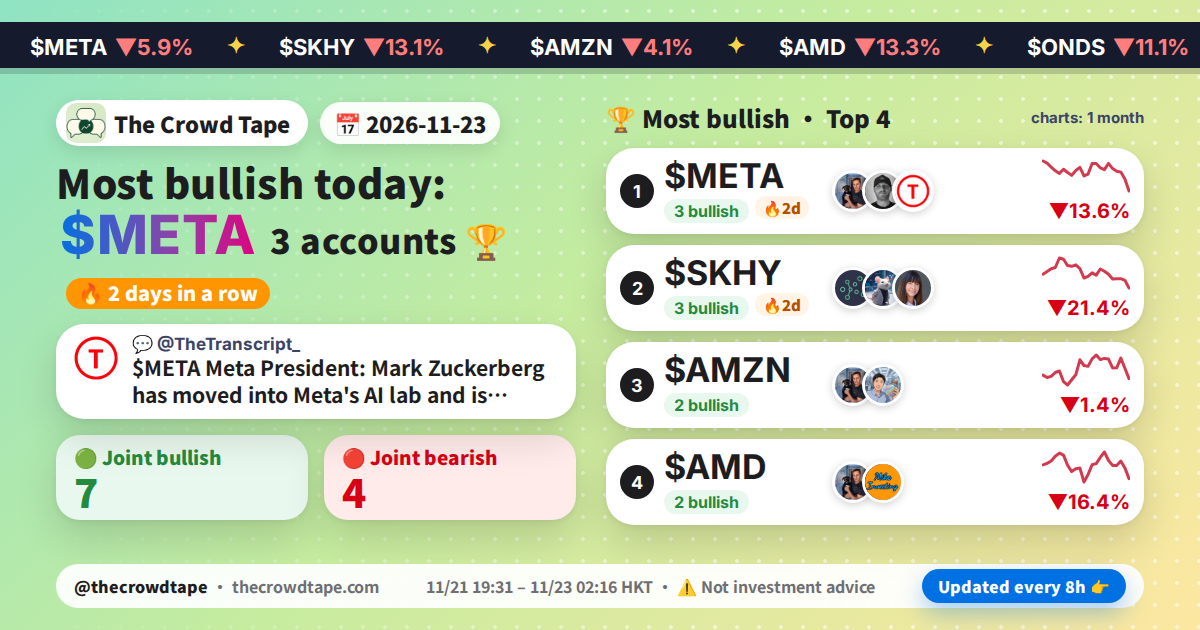 $META ▼5.9% ✦ $SKHY ▼13.1% ✦ $AMZN ▼4.1% ✦ $AMD ▼13.3% ✦ $ONDS ▼11.1%
The Crowd Tape
📅 2026-11-23
Most bullish today:
$META 3 accounts 🏆
🔥 2 days in a row
T
💬 @TheTranscript_
$META Meta President: Mark Zuckerberg
has moved into Meta's AI lab and is⋯
🟢 Joint bullish
7
🔴 Joint bearish
4
🏆 Most bullish • Top 4
charts: 1 month
1
$META
3 bullish
🔥2d
T
▼13.6%
2
$SKHY
3 bullish
🔥2d
▼21.4%
3
$AMZN
2 bullish
▼1.4%
4
$AMD
2 bullish
▼16.4%
@thecrowdtape • thecrowdtape.com
11/21 19:31 – 11/23 02:16 HKT • ⚠️ Not investment advice
Updated every 8h 👉